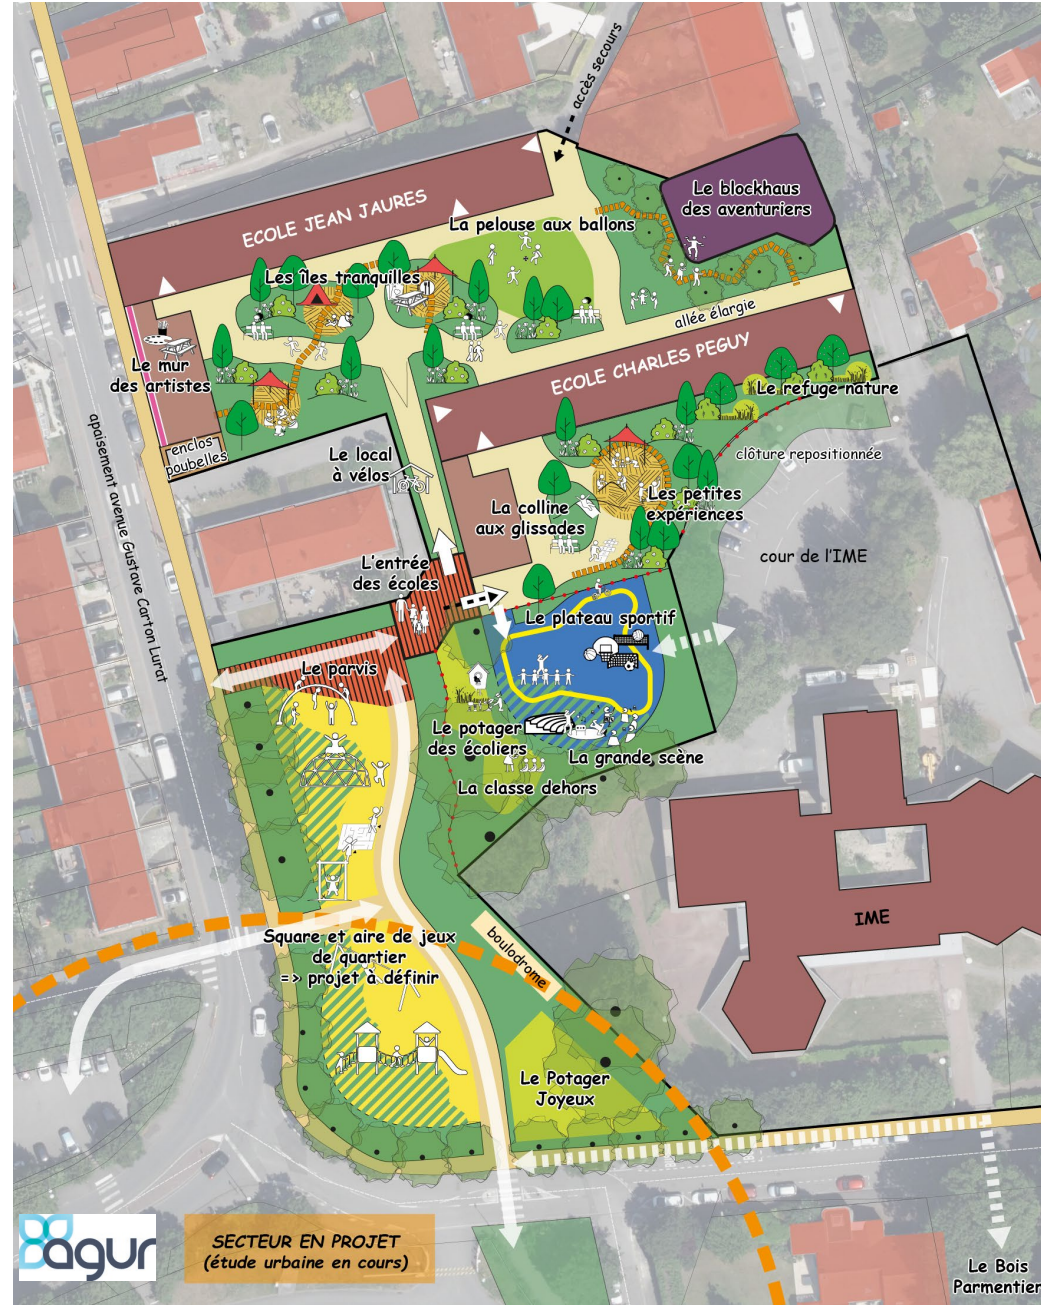 accès secours
ECOLE JEAN JAURES
Le blockhaus
des aventuriers
La pelouse aux ballons
Les îles tranquilles
allée élargie
Le mur
des artistes
ECOLE CHARLES PEGUY
Le refuge nature
enclos
poubelles
Le local
à vélos
clôture repositionnée
La colline
aux glissades
Les petites
expériences
apaisement avenue Gustave Carton Lurat
cour de l'IME
L'entrée
des écoles
Le plateau sportif
Le parvis
Le potager
des écoliers
La grande scène
La classe dehors
IME
Square et aire de jeux
de quartier
=> projet à définir
boulodrome
Le Potager
Joyeux
agur
SECTEUR EN PROJET
(étude urbaine en cours)
Le Bois
Parmentier